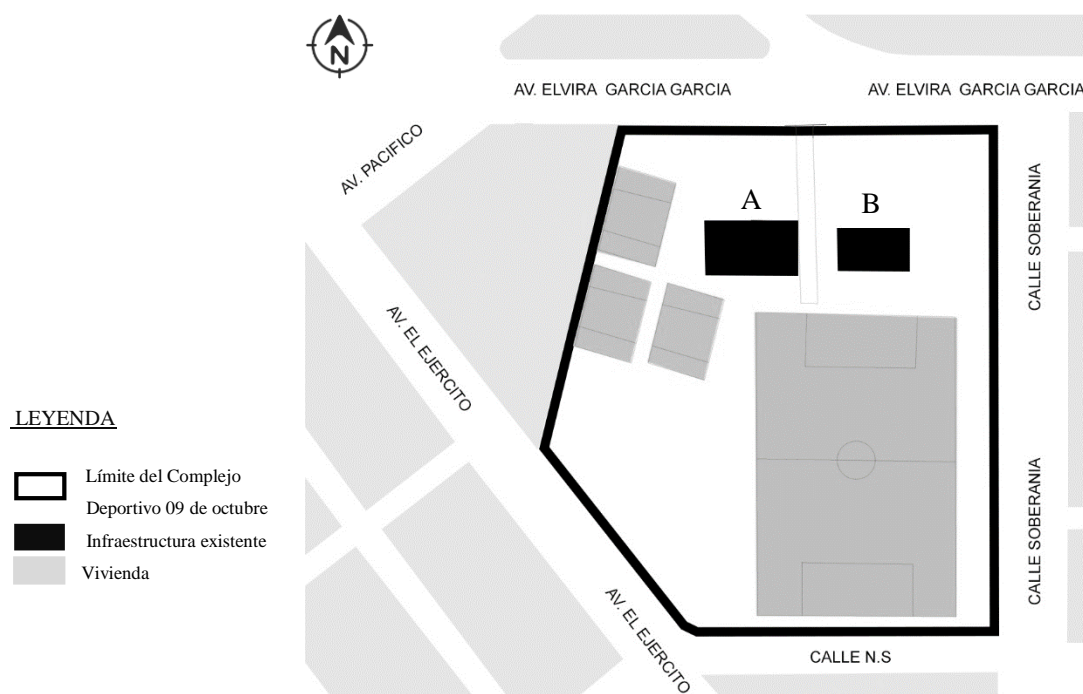 N
AV. ELVIRA GARCIA GARCIA
AV. ELVIRA GARCIA GARCIA
AV. PACIFICO
CALLE SOBERANIA
A
B
AV. EL EJERCITO
LEYENDA
Límite del Complejo
Deportivo 09 de octubre
Infraestructura existente
Vivienda
CALLE SOBERANIA
AV. EL EJERCITO
CALLE N.S